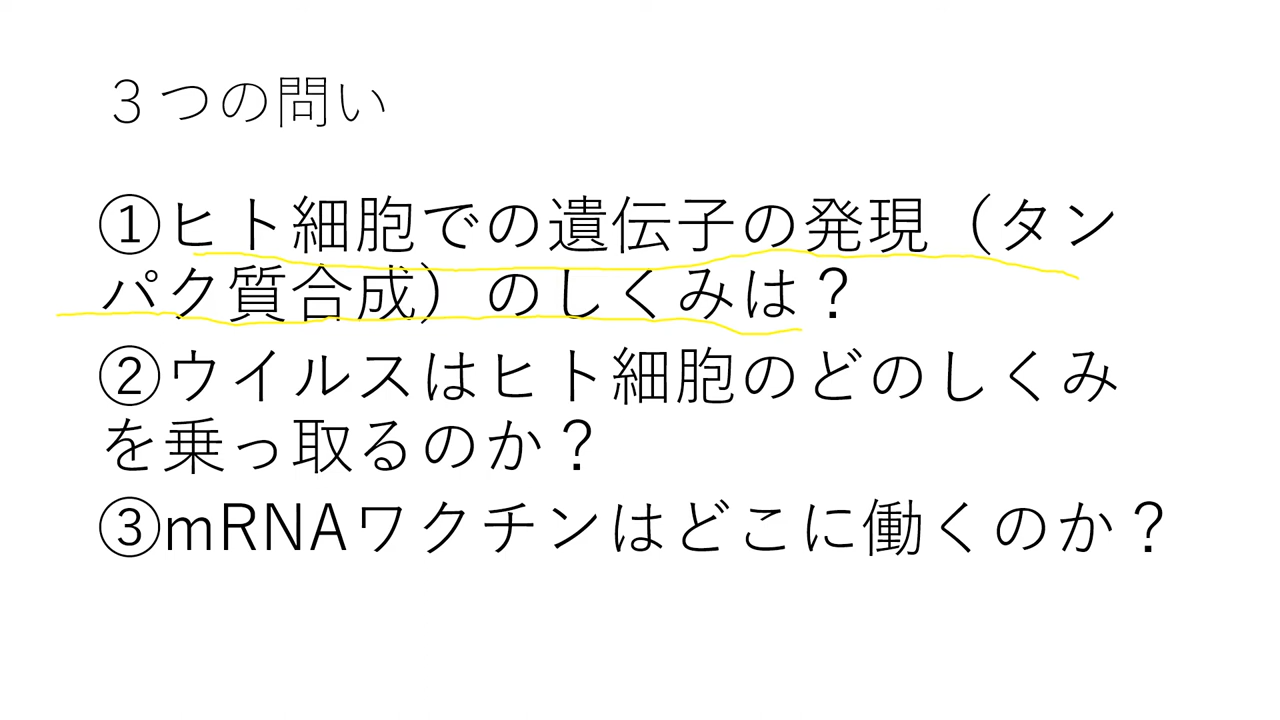 ３つの問い
①ヒト細胞での遺伝子の発現（タン
パク質合成）のしくみは？
②ウイルスはヒト細胞のどのしくみ
を乗っ取るのか？
③mRNAワクチンはどこに働くのか？